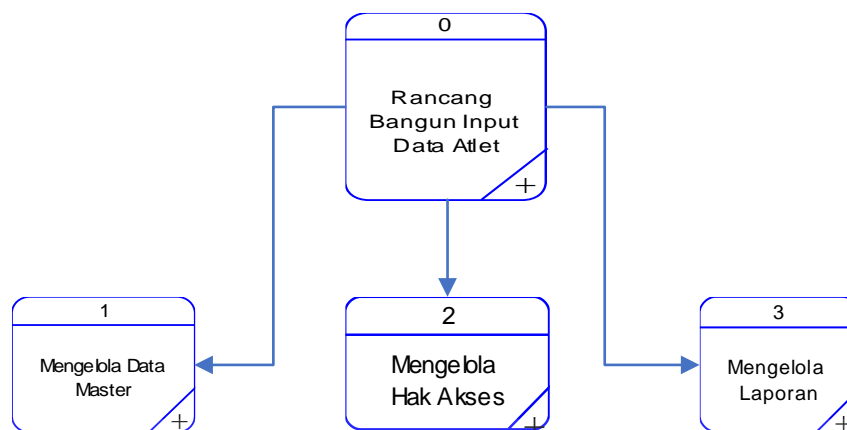 0
Rancang
Bangun Input
Data Atlet
+
1
Mengelola Data
Master
+
2
Mengelola
Hak Akses
+
3
Mengelola
Laporan
+